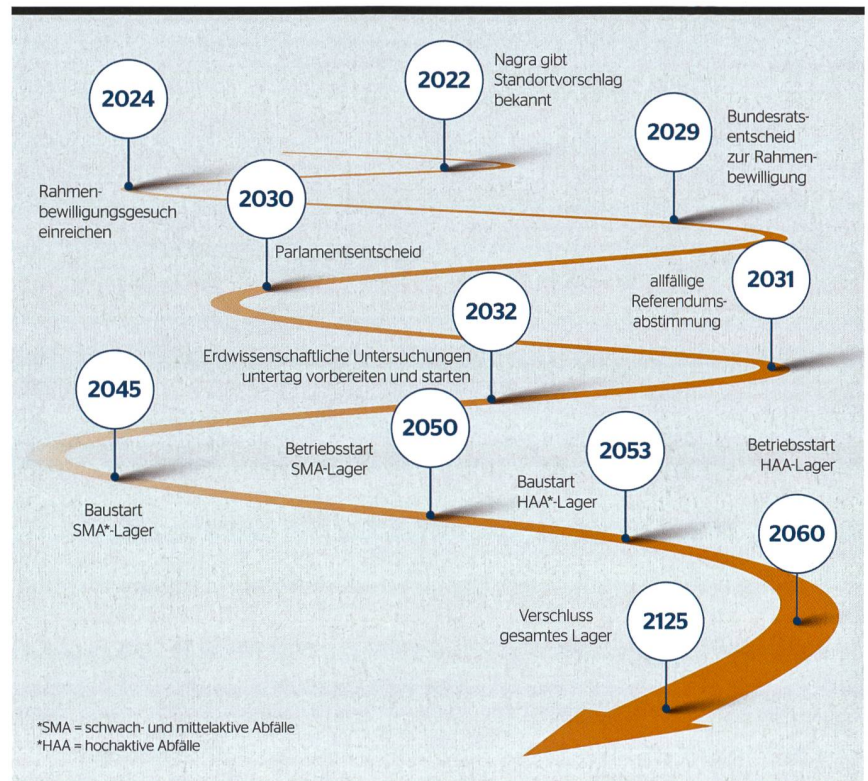 2022
Nagra gibt
Standortvorschlag
bekannt
2024
Rahmen-
bewilligungsgesuch
einreichen
2029
Bundesrats-
entscheid
zur Rahmen-
bewilligung
2030
Parlamentsentscheid
2031
allfällige
Referendums-
abstimmung
2032
Erdwissenschaftliche Untersuchungen
untertag vorbereiten und starten
2045
Baustart
SMA*-Lager
2050
Betriebsstart
SMA-Lager
2053
Baustart
HAA*-Lager
2060
Betriebsstart
HAA-Lager
2125
Verschluss
gesamtes Lager
*SMA = schwach- und mittelaktive Abfälle
*HAA = hochaktive Abfälle